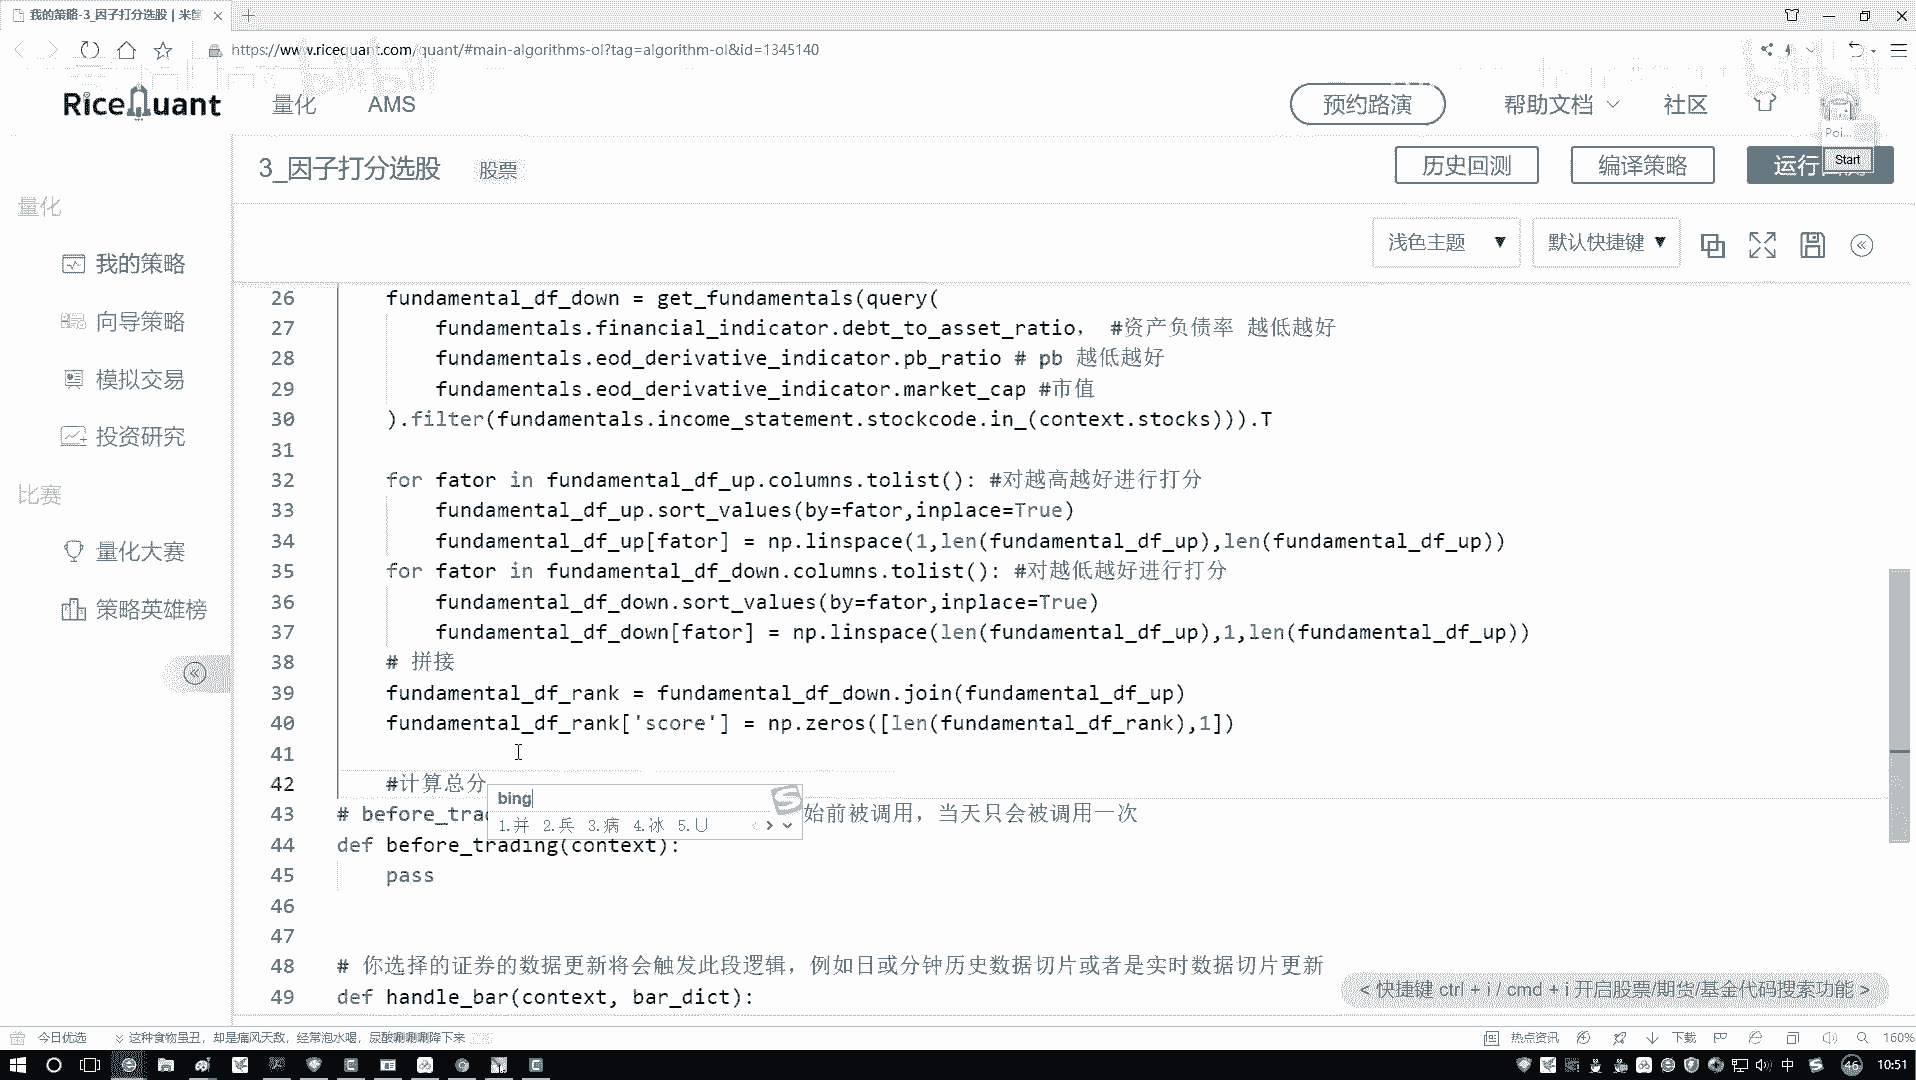 我的策略-3_因子打分选股 | 米筐
https://www.ricequant.com/quant/#main-algorithms-ol?tag=algorithm-ol&id=1345140
RiceQuant 量化 AMS 预约路演 帮助文档 社区
Poi...
Start
3_因子打分选股 股票 历史回测 编译策略 运行
浅色主题 ▼ 默认快捷键 ▼
量化
我的策略
向导策略
模拟交易
投资研究
比赛
量化大赛
策略英雄榜
26 fundamental_df_down = get_fundamentals(query(
27 fundamentals.financial_indicator.debt_to_asset_ratio， #资产负债率 越低越好
28 fundamentals.eod_derivative_indicator.pb_ratio # pb 越低越好
29 fundamentals.eod_derivative_indicator.market_cap #市值
30 ).filter(fundamentals.income_statement.stockcode.in_(context.stocks))).T
31
32 for fator in fundamental_df_up.columns.tolist(): #对越高越好进行打分
33 fundamental_df_up.sort_values(by=fator,inplace=True)
34 fundamental_df_up[fator] = np.linspace(1,len(fundamental_df_up),len(fundamental_df_up))
35 for fator in fundamental_df_down.columns.tolist(): #对越低越好进行打分
36 fundamental_df_down.sort_values(by=fator,inplace=True)
37 fundamental_df_down[fator] = np.linspace(len(fundamental_df_up),1,len(fundamental_df_up))
38 # 拼接
39 fundamental_df_rank = fundamental_df_down.join(fundamental_df_up)
40 fundamental_df_rank['score'] = np.zeros([len(fundamental_df_rank),1])
41
42 #计算总分
bing
1.并 2.兵 3.病 4.冰 5.U
43 # before_trad 始前被调用，当天只会被调用一次
44 def before_trading(context):
45 pass
46
47
48 # 你选择的证券的数据更新将会触发此段逻辑，例如日或分钟历史数据切片或者是实时数据切片更新
49 def handle_bar(context, bar_dict):
< 快捷键 ctrl + i / cmd + i 开启股票/期货/基金代码搜索功能 >
今日优选 这种食物虽丑，却是痛风天敌，经常泡水喝，尿酸唰唰唰降下来 热点资讯 下载 160%
中 46 10:51